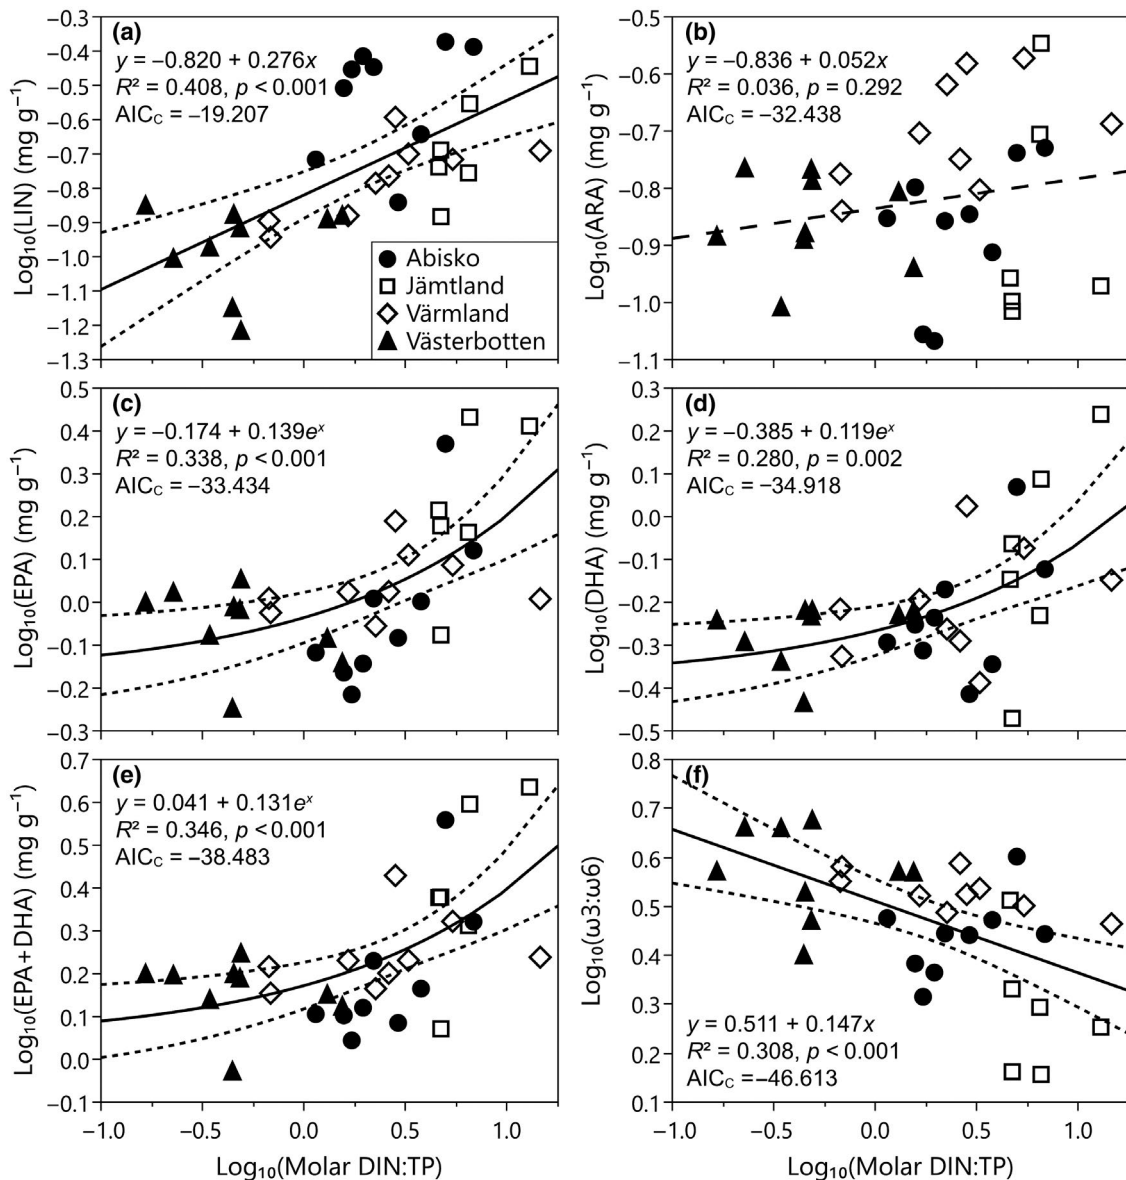 (a)
y = −0.820 + 0.276x
R² = 0.408, p < 0.001
AICC = −19.207
Log₁₀(LIN) (mg g⁻¹)
−0.3
−0.4
−0.5
−0.6
−0.7
−0.8
−0.9
−1.0
−1.1
−1.2
−1.3
Abisko
Jämtland
Värmland
Västerbotten
(b)
y = −0.836 + 0.052x
R² = 0.036, p = 0.292
AICC = −32.438
Log₁₀(ARA) (mg g⁻¹)
−0.5
−0.6
−0.7
−0.8
−0.9
−1.0
−1.1
(c)
y = −0.174 + 0.139eˣ
R² = 0.338, p < 0.001
AICC = −33.434
Log₁₀(EPA) (mg g⁻¹)
0.5
0.4
0.3
0.2
0.1
0.0
−0.1
−0.2
−0.3
(d)
y = −0.385 + 0.119eˣ
R² = 0.280, p = 0.002
AICC = −34.918
Log₁₀(DHA) (mg g⁻¹)
0.3
0.2
0.1
0.0
−0.1
−0.2
−0.3
−0.4
−0.5
(e)
y = 0.041 + 0.131eˣ
R² = 0.346, p < 0.001
AICC = −38.483
Log₁₀(EPA+DHA) (mg g⁻¹)
0.7
0.6
0.5
0.4
0.3
0.2
0.1
0.0
−0.1
−1.0 −0.5 0.0 0.5 1.0
Log₁₀(Molar DIN:TP)
(f)
y = 0.511 + 0.147x
R² = 0.308, p < 0.001
AICC =−46.613
Log₁₀(ω3:ω6)
0.8
0.7
0.6
0.5
0.4
0.3
0.2
0.1
−1.0 −0.5 0.0 0.5 1.0
Log₁₀(Molar DIN:TP)